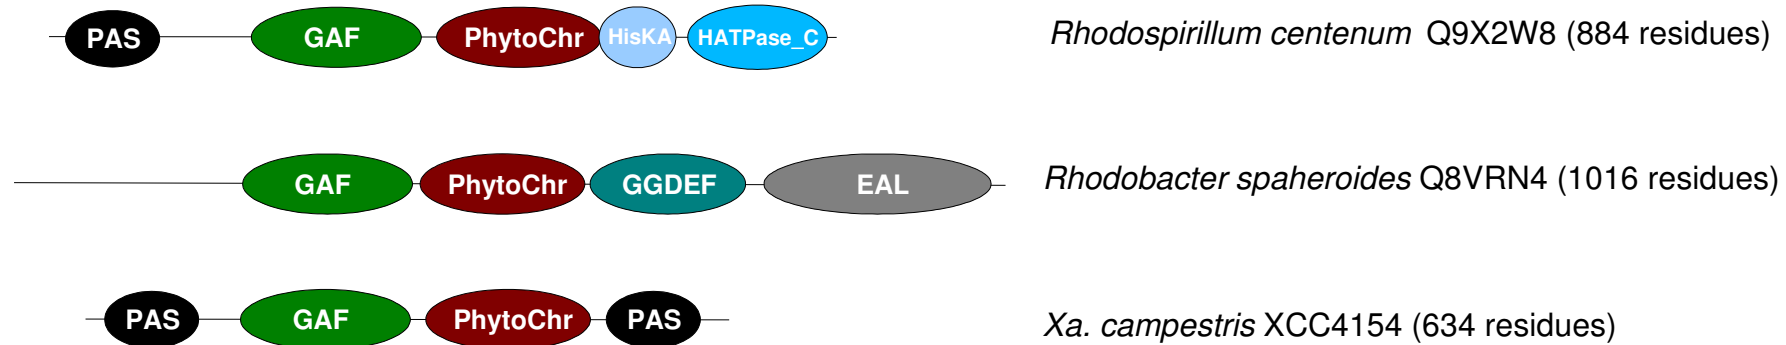 PAS GAF PhytoChr HisKA HATPase_C Rhodospirillum centenum Q9X2W8 (884 residues)
GAF PhytoChr GGDEF EAL Rhodobacter spaheroides Q8VRN4 (1016 residues)
PAS GAF PhytoChr PAS Xa. campestris XCC4154 (634 residues)